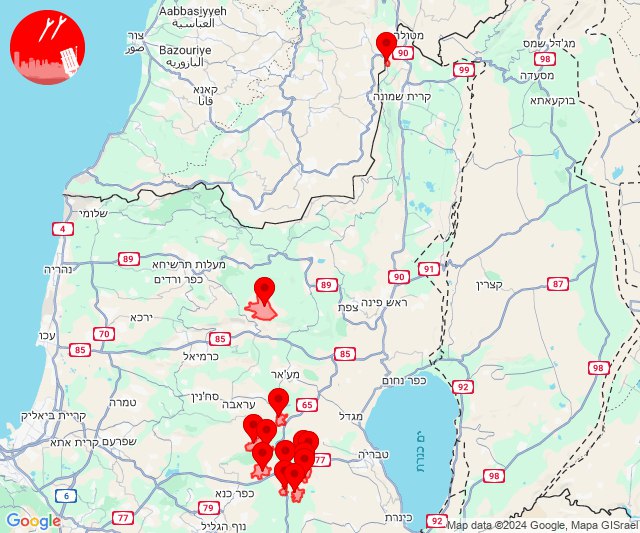 Aabbasiyyeh
العباسية
צור
صور
Bazouriye
البازورية
מטולה
90
מג'דל שמס
98
99
מסעדה
קאנא
قانا
קרית שמונה
בוקעאתא
שלומי
4
89
מעלות תרשיחא
נהריה
כפר ורדים
91
90
89
קצרין
87
ראש פינה
צפת
ירכא
70
עכו
85
85
כרמיאל
85
98
מע'אר
כפר נחום
92
סח'נין
טמרה
עראבה
65
מגדל
קריית ביאליק
שפרעם
קרית אתא
77
טבריה
ים כנרת
98
6
כפר כנא
79
77
נוף הגליל
כינרת
92
Google
Map data ©2024 Google, Mapa GISrael